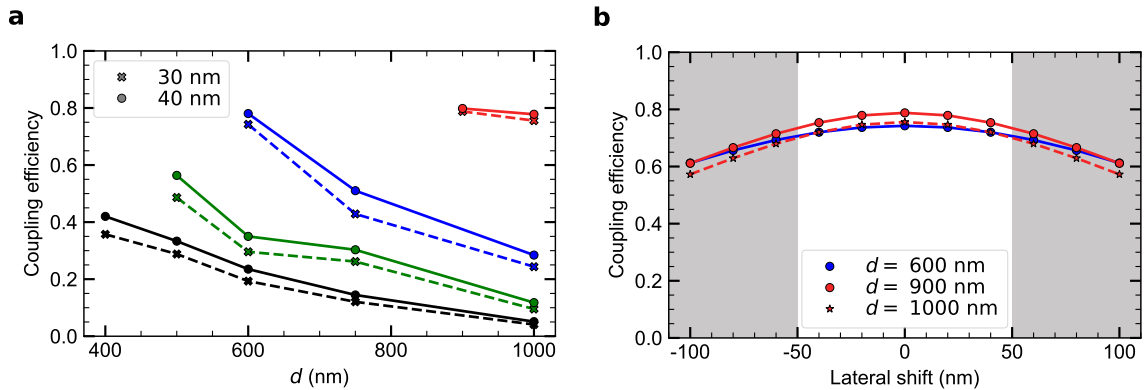 a
1.0
0.8
0.6
0.4
0.2
0.0
Coupling efficiency
30 nm
40 nm
400
600
800
1000
d (nm)
b
1.0
0.8
0.6
0.4
0.2
0.0
Coupling efficiency
d = 600 nm
d = 900 nm
d = 1000 nm
-100
-50
0
50
100
Lateral shift (nm)